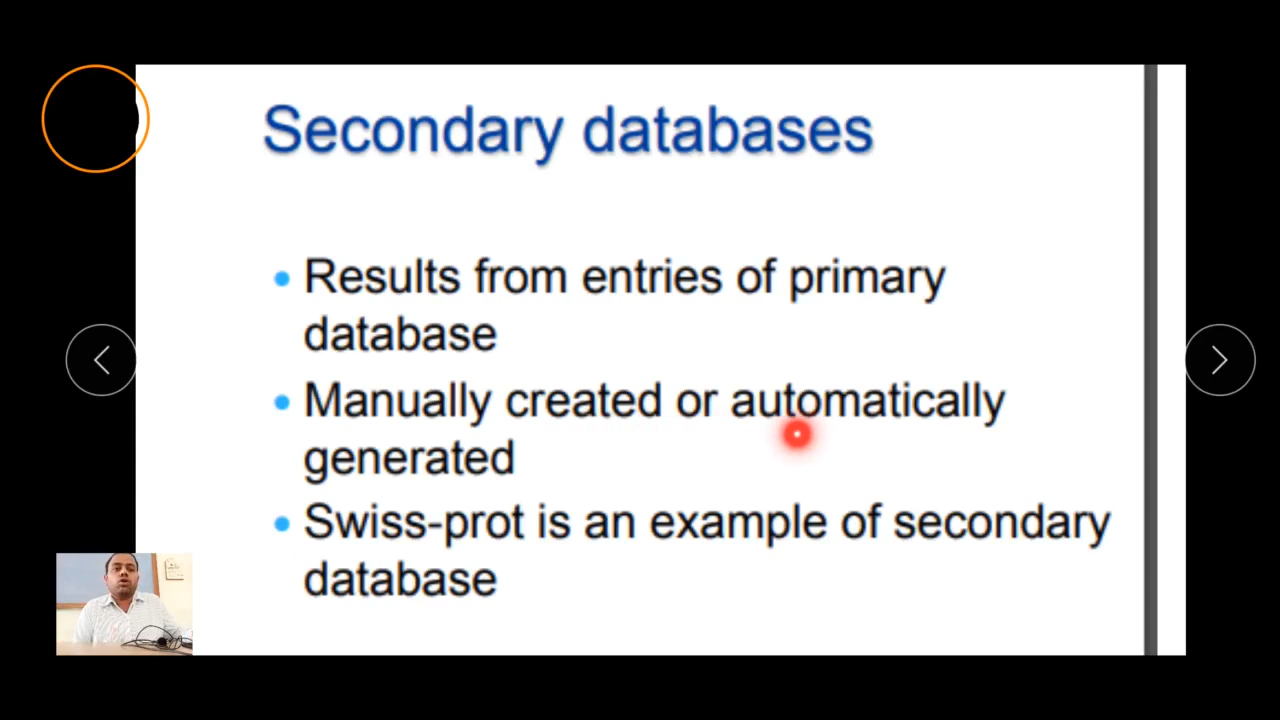 Secondary databases
Results from entries of primary
database
Manually created or automatically
generated
Swiss-prot is an example of secondary
database